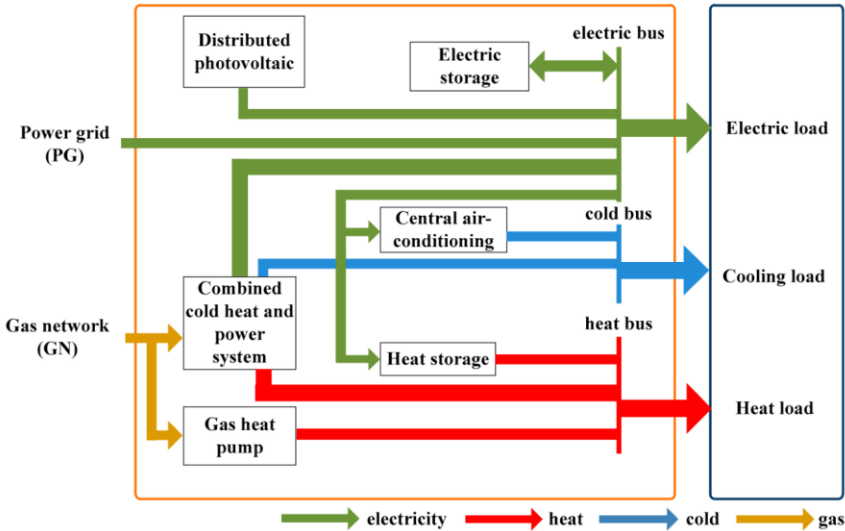 Distributed
photovoltaic
Electric
storage
electric bus
Power grid
(PG)
Electric load
Central air-
conditioning
cold bus
Combined
cold heat and
power
system
Cooling load
Gas network
(GN)
heat bus
Heat storage
Gas heat
pump
Heat load
electricity
heat
cold
gas